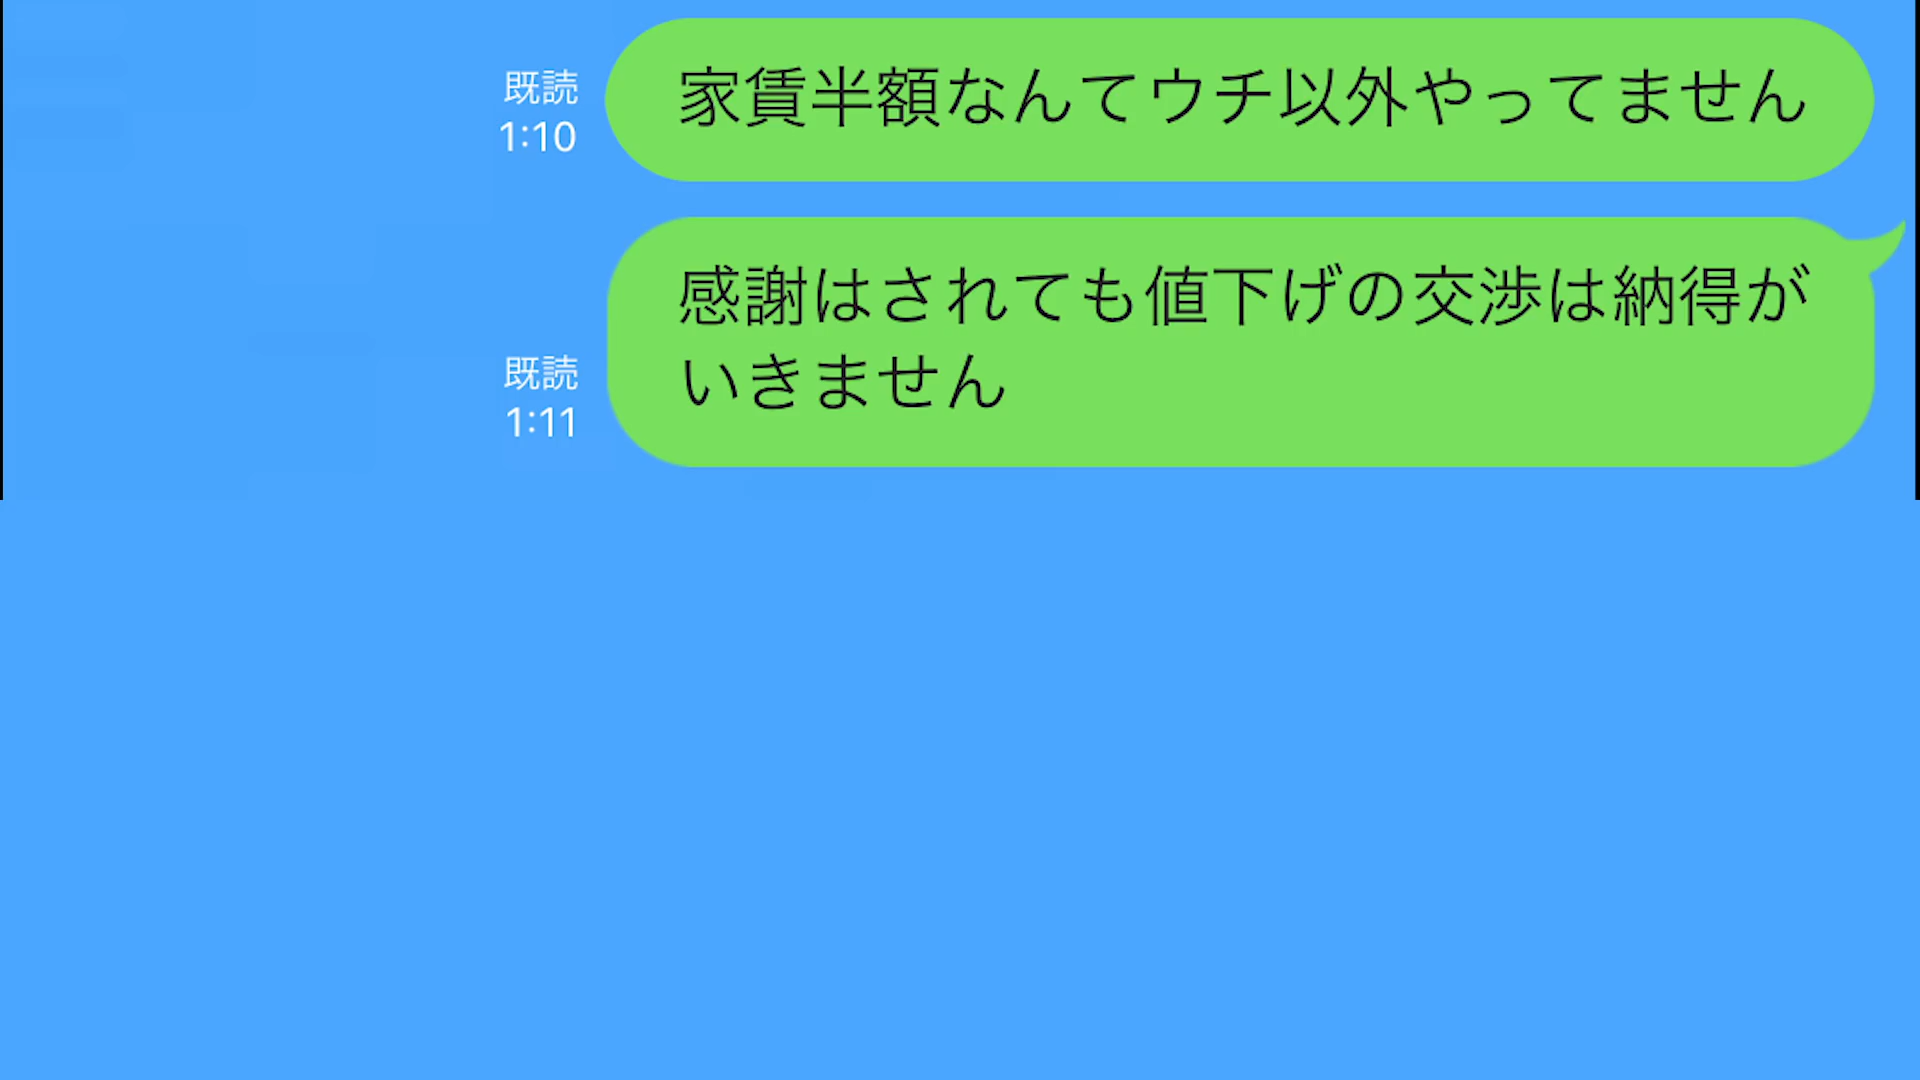 家賃半額なんてウチ以外やってません
既読
1:10
感謝はされても値下げの交渉は納得が
いきません
既読
1:11